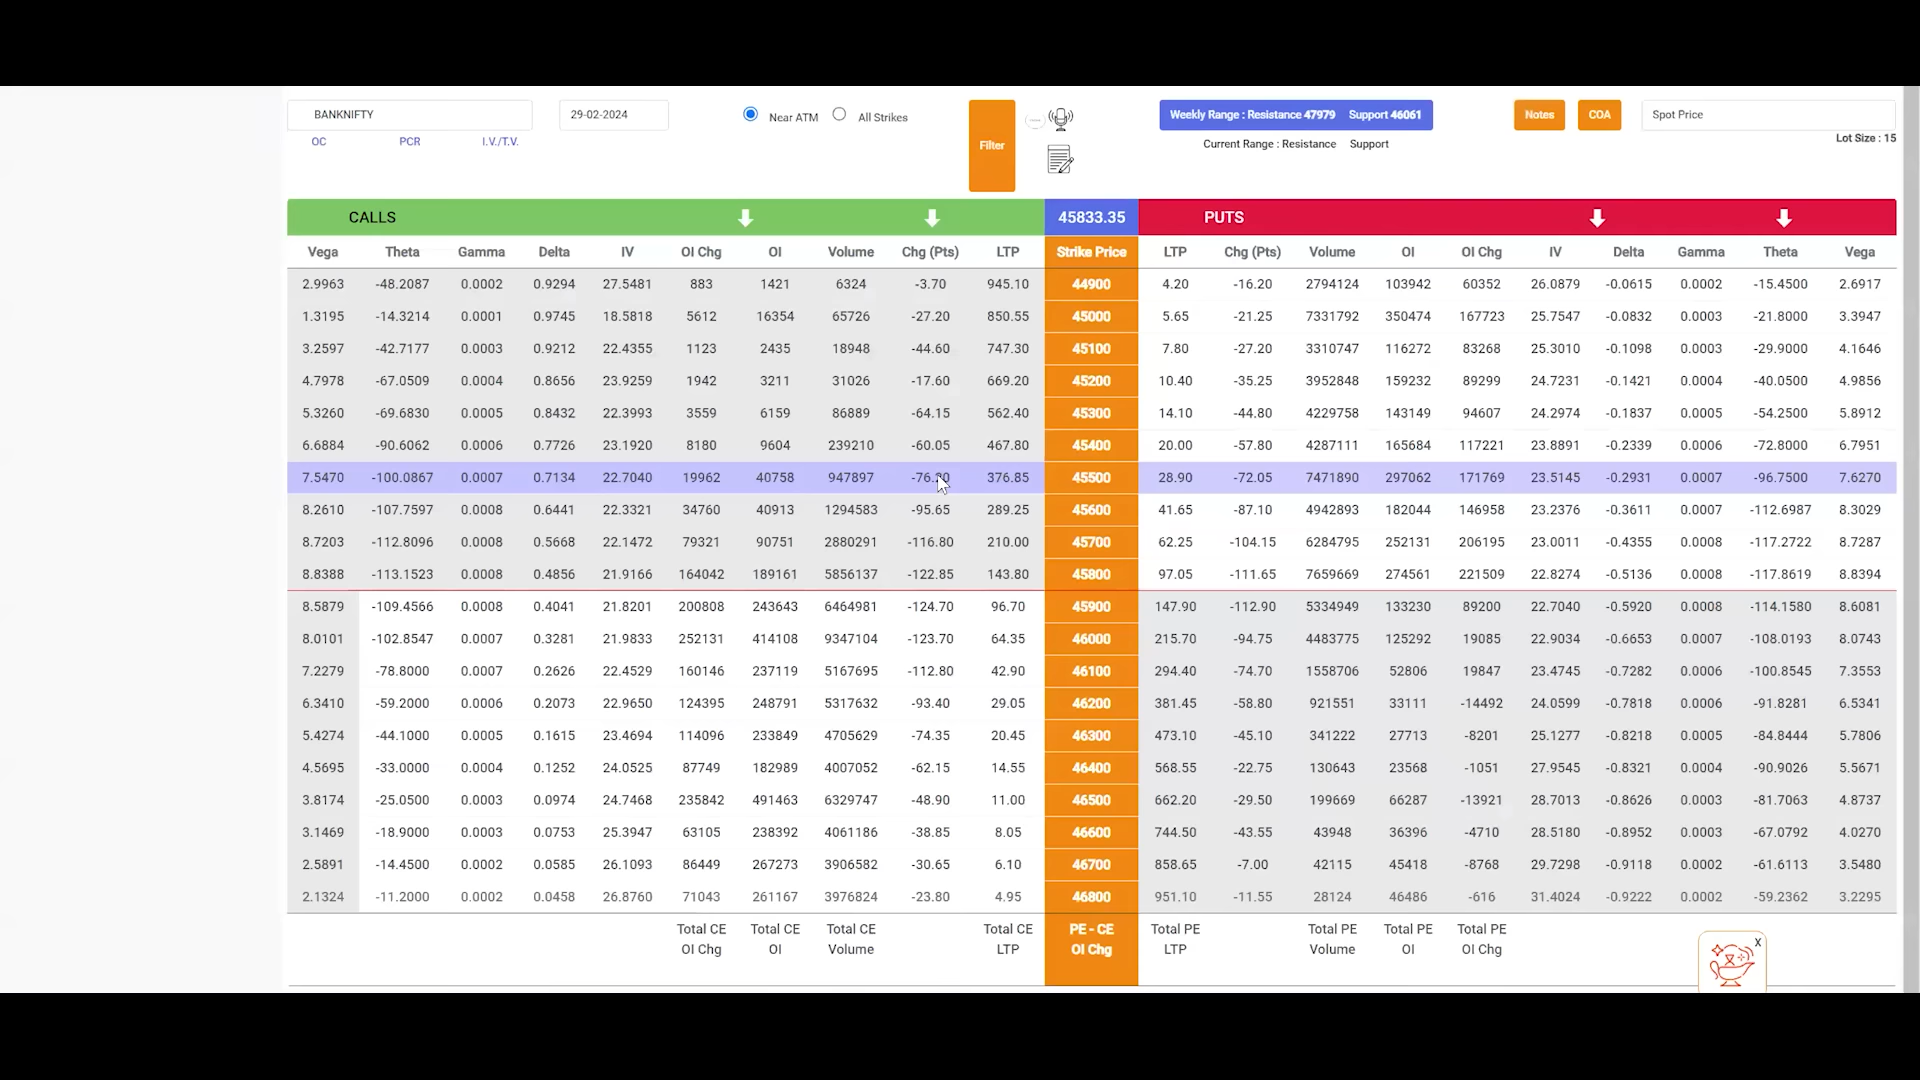 BANKNIFTY 29-02-2024 Near ATM All Strikes Filter Weekly Range : Resistance 47979 Support 46061 Notes COA Spot Price
OC PCR I.V./T.V. Current Range : Resistance Support Lot Size : 15
CALLS 45833.35 PUTS
Vega Theta Gamma Delta IV OI Chg OI Volume Chg (Pts) LTP Strike Price LTP Chg (Pts) Volume OI OI Chg IV Delta Gamma Theta Vega
2.9963 -48.2087 0.0002 0.9294 27.5481 883 1421 6324 -3.70 945.10 44900 4.20 -16.20 2794124 103942 60352 26.0879 -0.0615 0.0002 -15.4500 2.6917
1.3195 -14.3214 0.0001 0.9745 18.5818 5612 16354 65726 -27.20 850.55 45000 5.65 -21.25 7331792 350474 167723 25.7547 -0.0832 0.0003 -21.8000 3.3947
3.2597 -42.7177 0.0003 0.9212 22.4355 1123 2435 18948 -44.60 747.30 45100 7.80 -27.20 3310747 116272 83268 25.3010 -0.1098 0.0003 -29.9000 4.1646
4.7978 -67.0509 0.0004 0.8656 23.9259 1942 3211 31026 -17.60 669.20 45200 10.40 -35.25 3952848 159232 89299 24.7231 -0.1421 0.0004 -40.0500 4.9856
5.3260 -69.6830 0.0005 0.8432 22.3993 3559 6159 86889 -64.15 562.40 45300 14.10 -44.80 4229758 143149 94607 24.2974 -0.1837 0.0005 -54.2500 5.8912
6.6884 -90.6062 0.0006 0.7726 23.1920 8180 9604 239210 -60.05 467.80 45400 20.00 -57.80 4287111 165684 117221 23.8891 -0.2339 0.0006 -72.8000 6.7951
7.5470 -100.0867 0.0007 0.7134 22.7040 19962 40758 947897 376.85 45500 28.90 -72.05 7471890 297062 171769 23.5145 -0.2931 0.0007 -96.7500 7.6270
8.2610 -107.7597 0.0008 0.6441 22.3321 34760 40913 1294583 -95.65 289.25 45600 41.65 -87.10 4942893 182044 146958 23.2376 -0.3611 0.0007 -112.6987 8.3029
8.7203 -112.8096 0.0008 0.5668 22.1472 79321 90751 2880291 -116.80 210.00 45700 62.25 -104.15 6284795 252131 206195 23.0011 -0.4355 0.0008 -117.2722 8.7287
8.8388 -113.1523 0.0008 0.4856 21.9166 164042 189161 5856137 -122.85 143.80 45800 97.05 -111.65 7659669 274561 221509 22.8274 -0.5136 0.0008 -117.8619 8.8394
8.5879 -109.4566 0.0008 0.4041 21.8201 200808 243643 6464981 -124.70 96.70 45900 147.90 -112.90 5334949 133230 89200 22.7040 -0.5920 0.0008 -114.1580 8.6081
8.0101 -102.8547 0.0007 0.3281 21.9833 252131 414108 9347104 -123.70 64.35 46000 215.70 -94.75 4483775 125292 19085 22.9034 -0.6653 0.0007 -108.0193 8.0743
7.2279 -78.8000 0.0007 0.2626 22.4529 160146 237119 5167695 -112.80 42.90 46100 294.40 -74.70 1558706 52806 19847 23.4745 -0.7282 0.0006 -100.8545 7.3553
6.3410 -59.2000 0.0006 0.2073 22.9650 124395 248791 5317632 -93.40 29.05 46200 381.45 -58.80 921551 33111 -14492 24.0599 -0.7818 0.0006 -91.8281 6.5341
5.4274 -44.1000 0.0005 0.1615 23.4694 114096 233849 4705629 -74.35 20.45 46300 473.10 -45.10 341222 27713 -8201 25.1277 -0.8218 0.0005 -84.8444 5.7806
4.5695 -33.0000 0.0004 0.1252 24.0525 87749 182989 4007052 -62.15 14.55 46400 568.55 -22.75 130643 23568 -1051 27.9545 -0.8321 0.0004 -90.9026 5.5671
3.8174 -25.0500 0.0003 0.0974 24.7468 235842 491463 6329747 -48.90 11.00 46500 662.20 -29.50 199669 66287 -13921 28.7013 -0.8626 0.0003 -81.7063 4.8737
3.1469 -18.9000 0.0003 0.0753 25.3947 63105 238392 4061186 -38.85 8.05 46600 744.50 -43.55 43948 36396 -4710 28.5180 -0.8952 0.0003 -67.0792 4.0270
2.5891 -14.4500 0.0002 0.0585 26.1093 86449 267273 3906582 -30.65 6.10 46700 858.65 -7.00 42115 45418 -8768 29.7298 -0.9118 0.0002 -61.6113 3.5480
2.1324 -11.2000 0.0002 0.0458 26.8760 71043 261167 3976824 -23.80 4.95 46800 951.10 -11.55 28124 46486 -616 31.4024 -0.9222 0.0002 -59.2362 3.2295
Total CE Total CE Total CE Total CE PE - CE Total PE Total PE Total PE Total PE
OI Chg OI Volume LTP OI Chg LTP Volume OI OI Chg
X